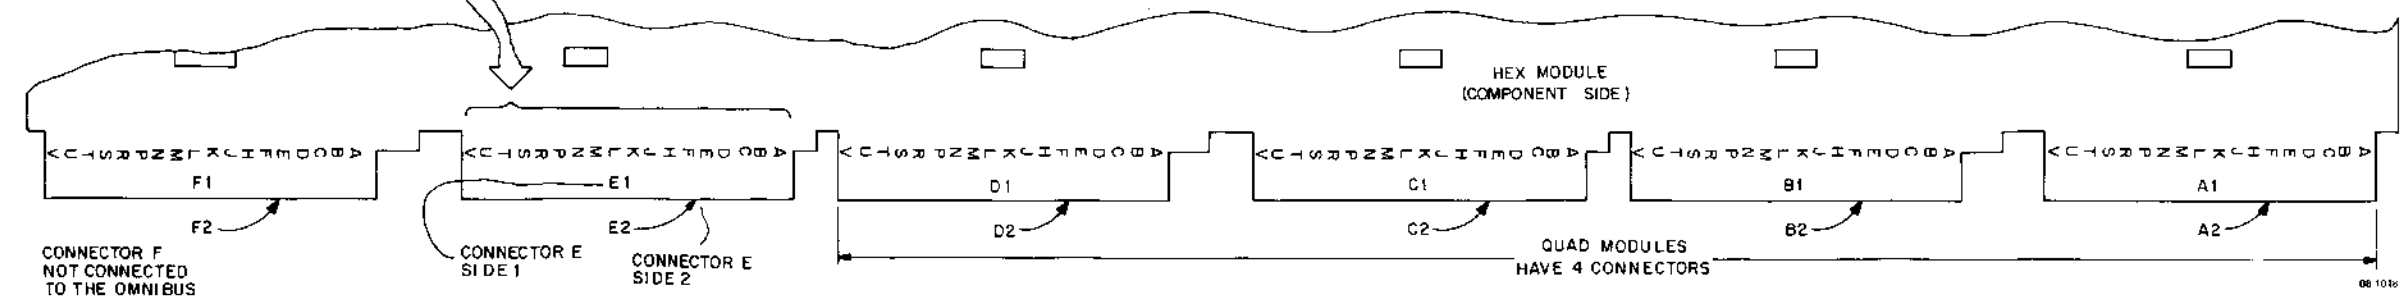 HEX MODULE
(COMPONENT SIDE)
V U T S R P N M L K J H F E D C B A
V U T S R P N M L K J H F E D C B A
V U T S R P N M L K J H F E D C B A
V U T S R P N M L K J H F E D C B A
V U T S R P N M L K J H F E D C B A
V U T S R P N M L K J H F E D C B A
F1
E1
D1
C1
B1
A1
F2
E2
D2
C2
B2
A2
CONNECTOR F
NOT CONNECTED
TO THE OMNIBUS
CONNECTOR E
SIDE 1
CONNECTOR E
SIDE 2
QUAD MODULES
HAVE 4 CONNECTORS